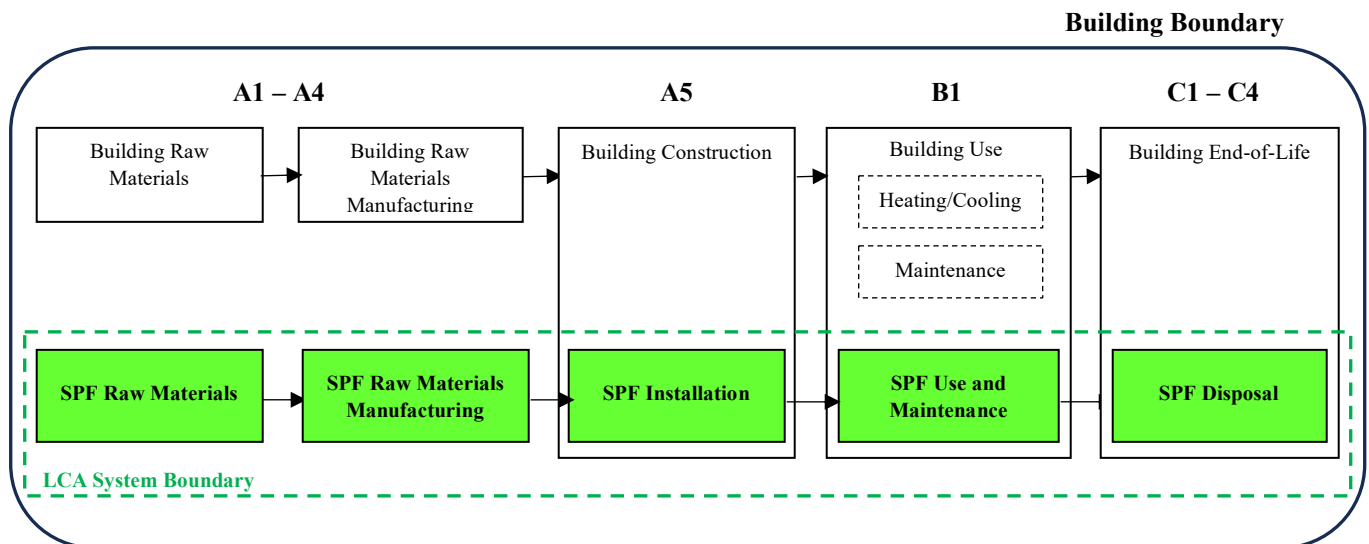 Building Boundary
A1 – A4
A5
B1
C1 – C4
Building Raw
Materials
Building Raw
Materials
Manufacturing
Building Construction
Building Use
Heating/Cooling
Maintenance
Building End-of-Life
SPF Raw Materials
SPF Raw Materials
Manufacturing
SPF Installation
SPF Use and
Maintenance
SPF Disposal
LCA System Boundary